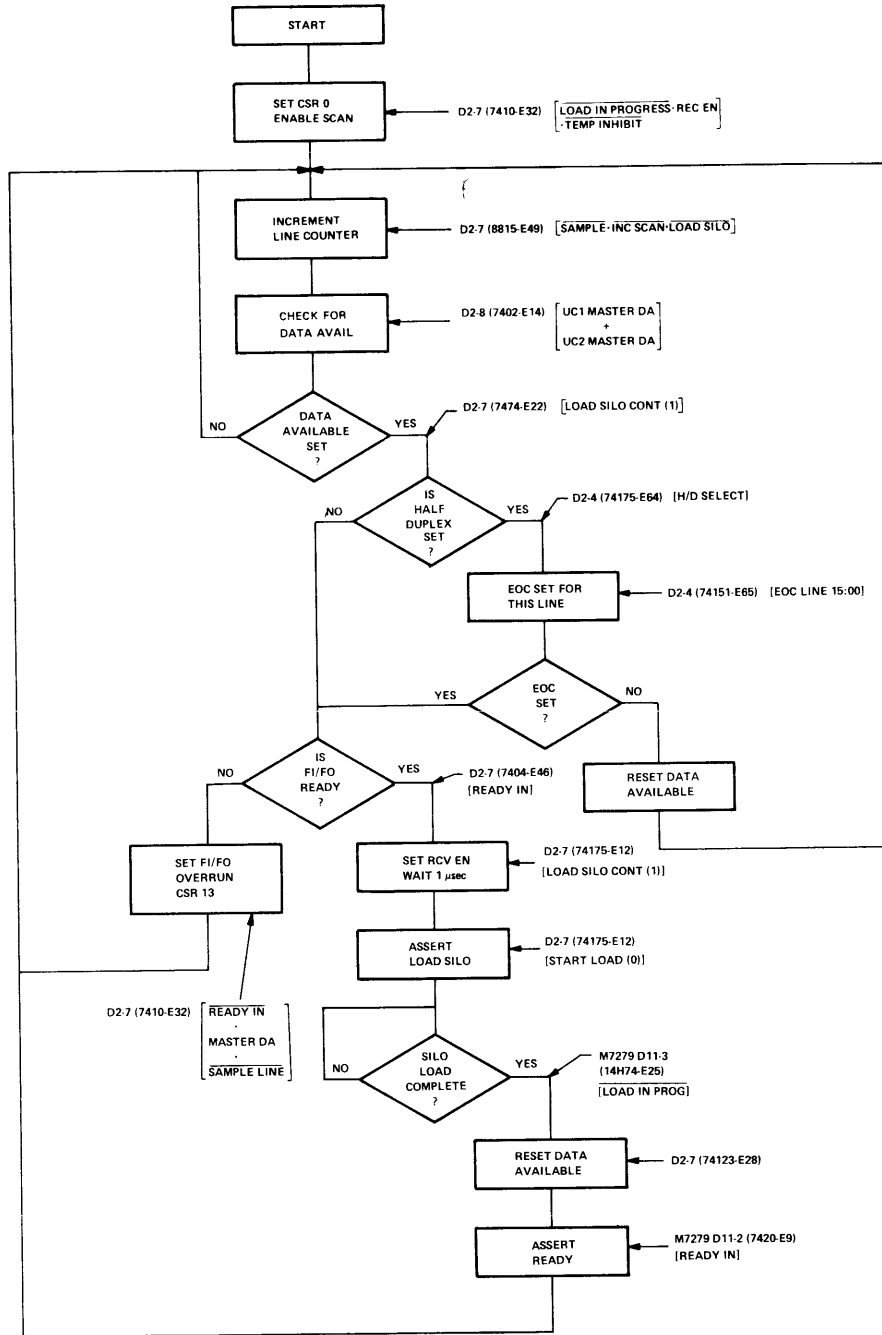 START
SET CSR 0
ENABLE SCAN
D2-7 (7410-E32)
[LOAD IN PROGRESS·REC EN
·TEMP INHIBIT]
INCREMENT
LINE COUNTER
D2-7 (8815-E49) [SAMPLE·INC SCAN·LOAD SILO]
CHECK FOR
DATA AVAIL
D2-8 (7402-E14)
[UC1 MASTER DA
+
UC2 MASTER DA]
NO
DATA
AVAILABLE
SET
?
YES
D2-7 (7474-E22) [LOAD SILO CONT (1)]
NO
IS
HALF
DUPLEX
SET
?
YES
D2-4 (74175-E64) [H/D SELECT]
EOC SET FOR
THIS LINE
D2-4 (74151-E65) [EOC LINE 15:00]
YES
EOC
SET
?
NO
RESET DATA
AVAILABLE
NO
IS
FI/FO
READY
?
YES
D2-7 (7404-E46)
[READY IN]
SET FI/FO
OVERRUN
CSR 13
SET RCV EN
WAIT 1 μsec
D2-7 (74175-E12)
[LOAD SILO CONT (1)]
ASSERT
LOAD SILO
D2-7 (74175-E12)
[START LOAD (0)]
D2-7 (7410-E32)
[READY IN
·
MASTER DA
·
SAMPLE LINE]
NO
SILO
LOAD
COMPLETE
?
YES
M7279 D11-3
(14H74-E25)
[LOAD IN PROG]
RESET DATA
AVAILABLE
D2-7 (74123-E28)
ASSERT
READY
M7279 D11-2 (7420-E9)
[READY IN]